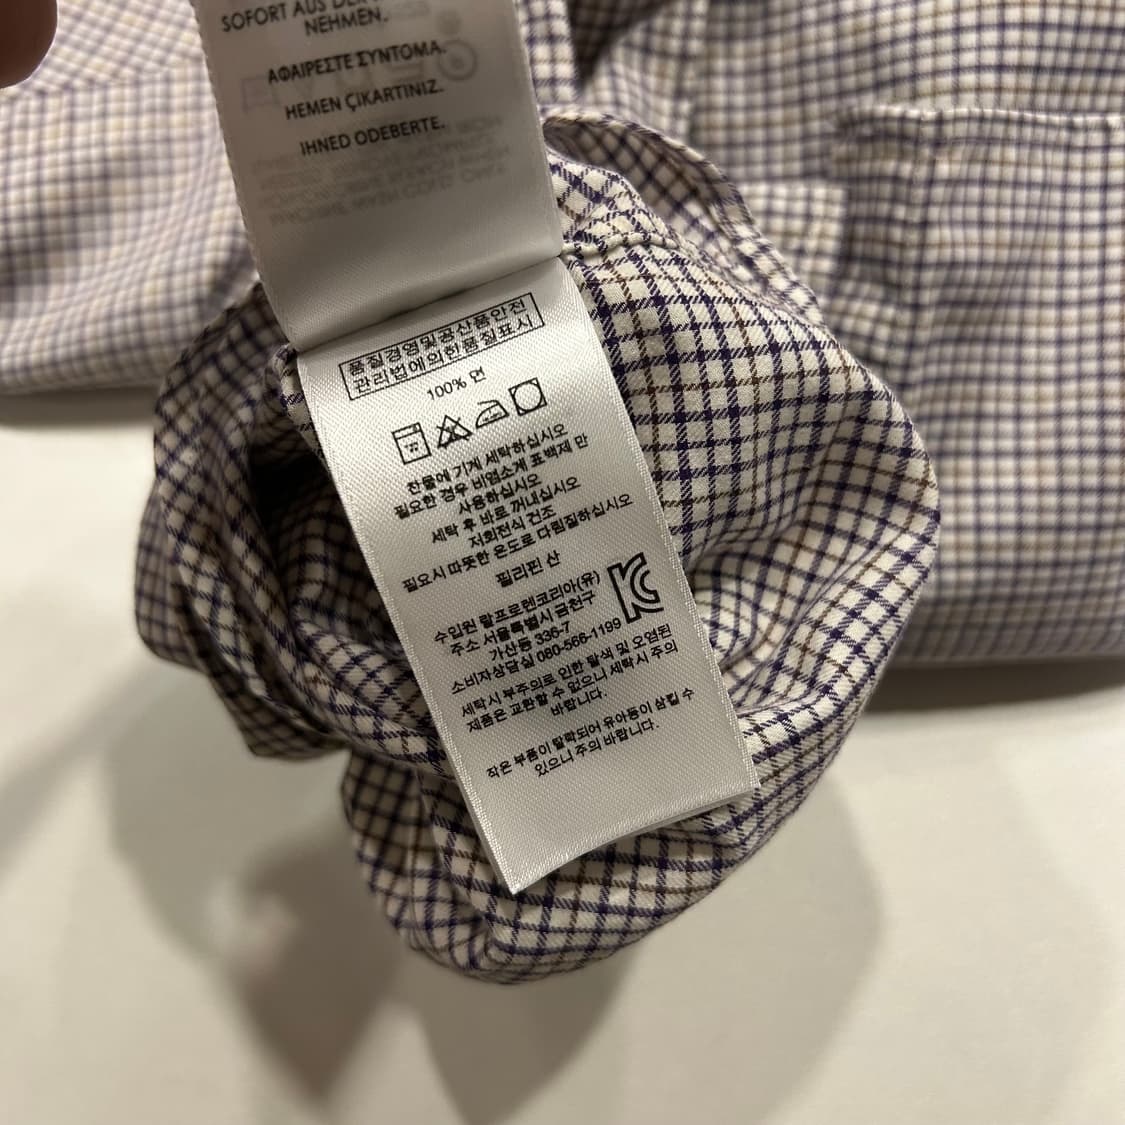 SOFORT AUS DER
NEHMEN.
ΑΦΑΙΡΕΣΤΕ ΣΥΝΤΟΜΑ.
HEMEN ÇİKARTINIZ.
IHNED ODEBERTE.
품질경영및공산품안전
관리법에의한품질표시
100% 면
찬물에 기계 세탁하십시오
필요한 경우 비염소계 표백제 만
사용하십시오
세탁 후 바로 꺼내십시오
저회전식 건조
필요시 따뜻한 온도로 다림질하십시오
필리핀 산
수입원 랄프로렌코리아(유)
주소 서울특별시 금천구
가산동 336-7
소비자상담실 080-566-1199
세탁시 부주의로 인한 탈색 및 오염된
제품은 교환할 수 없으니 세탁시 주의
바랍니다.
작은 부품이 탈락되어 유아동이 삼킬 수
있으니 주의 바랍니다.